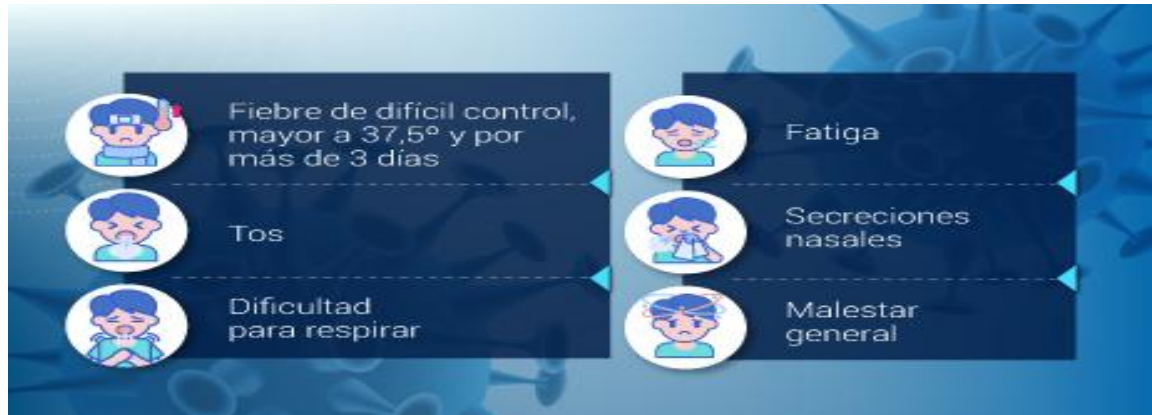 Fiebre de difícil control,
mayor a 37,5º y por
más de 3 días
Tos
Dificultad
para respirar
Fatiga
Secreciones
nasales
Malestar
general